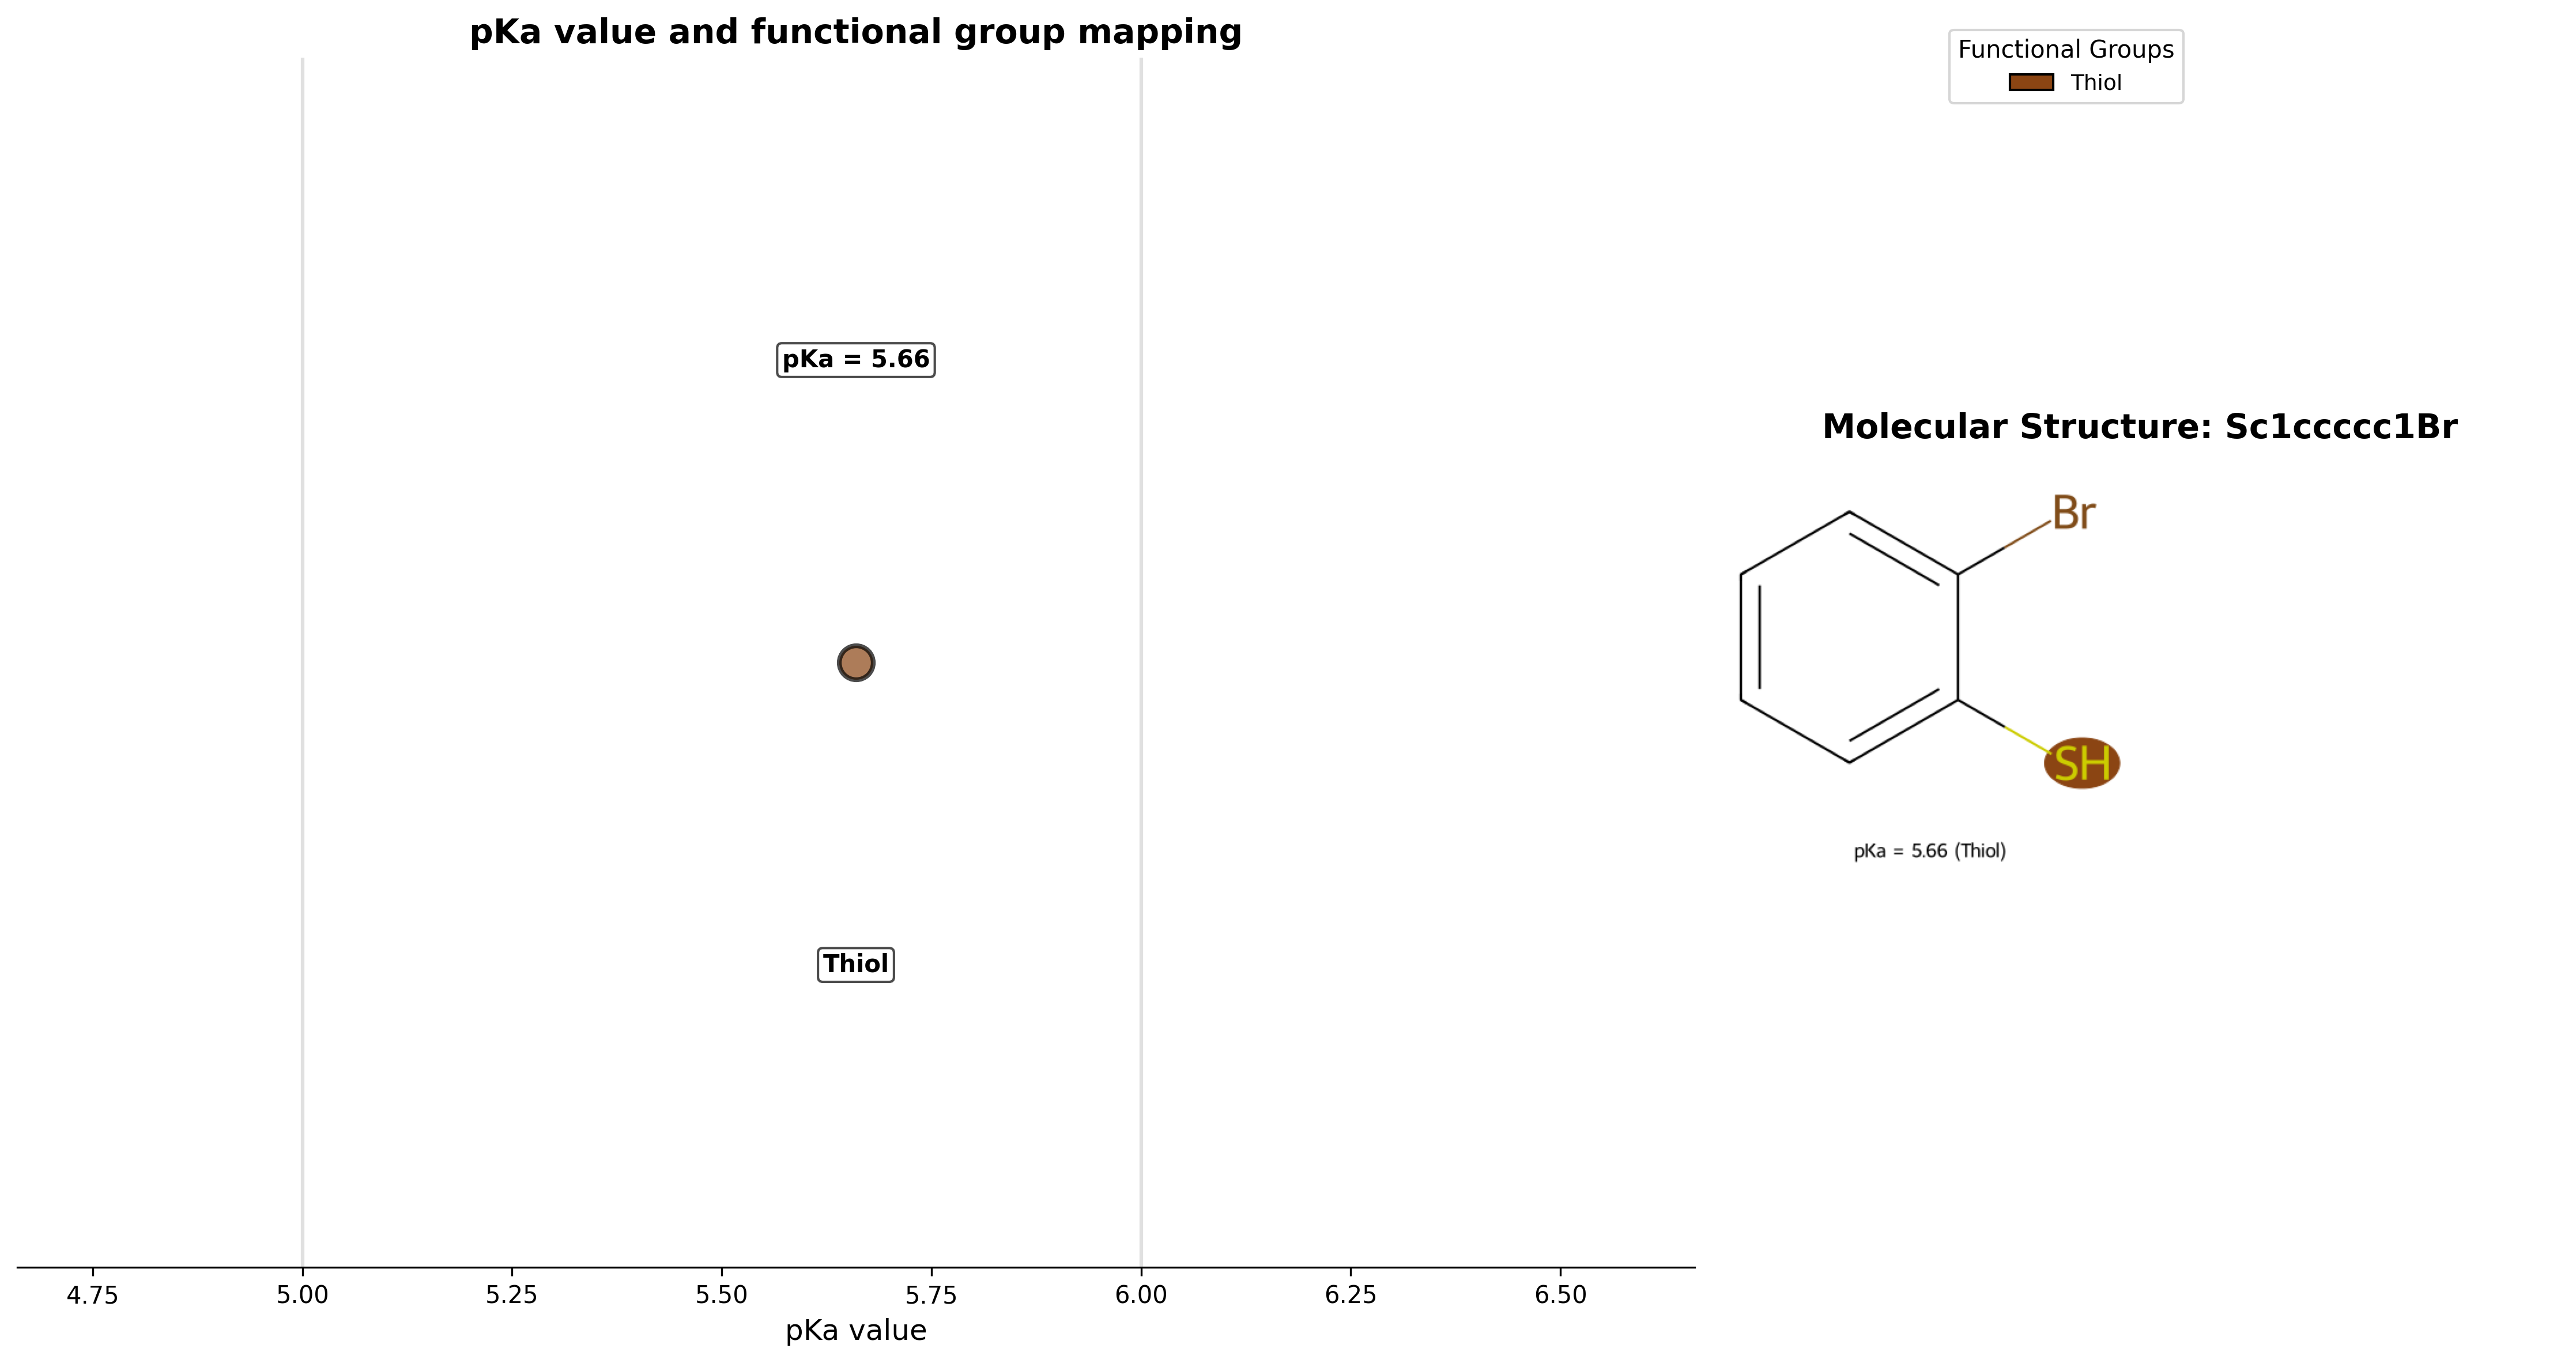 pKa value and functional group mapping
pKa = 5.66
Thiol
4.75 5.00 5.25 5.50 5.75 6.00 6.25 6.50
pKa value
Functional Groups
Thiol
Molecular Structure: Sc1ccccc1Br
Br
SH
pKa = 5.66 (Thiol)